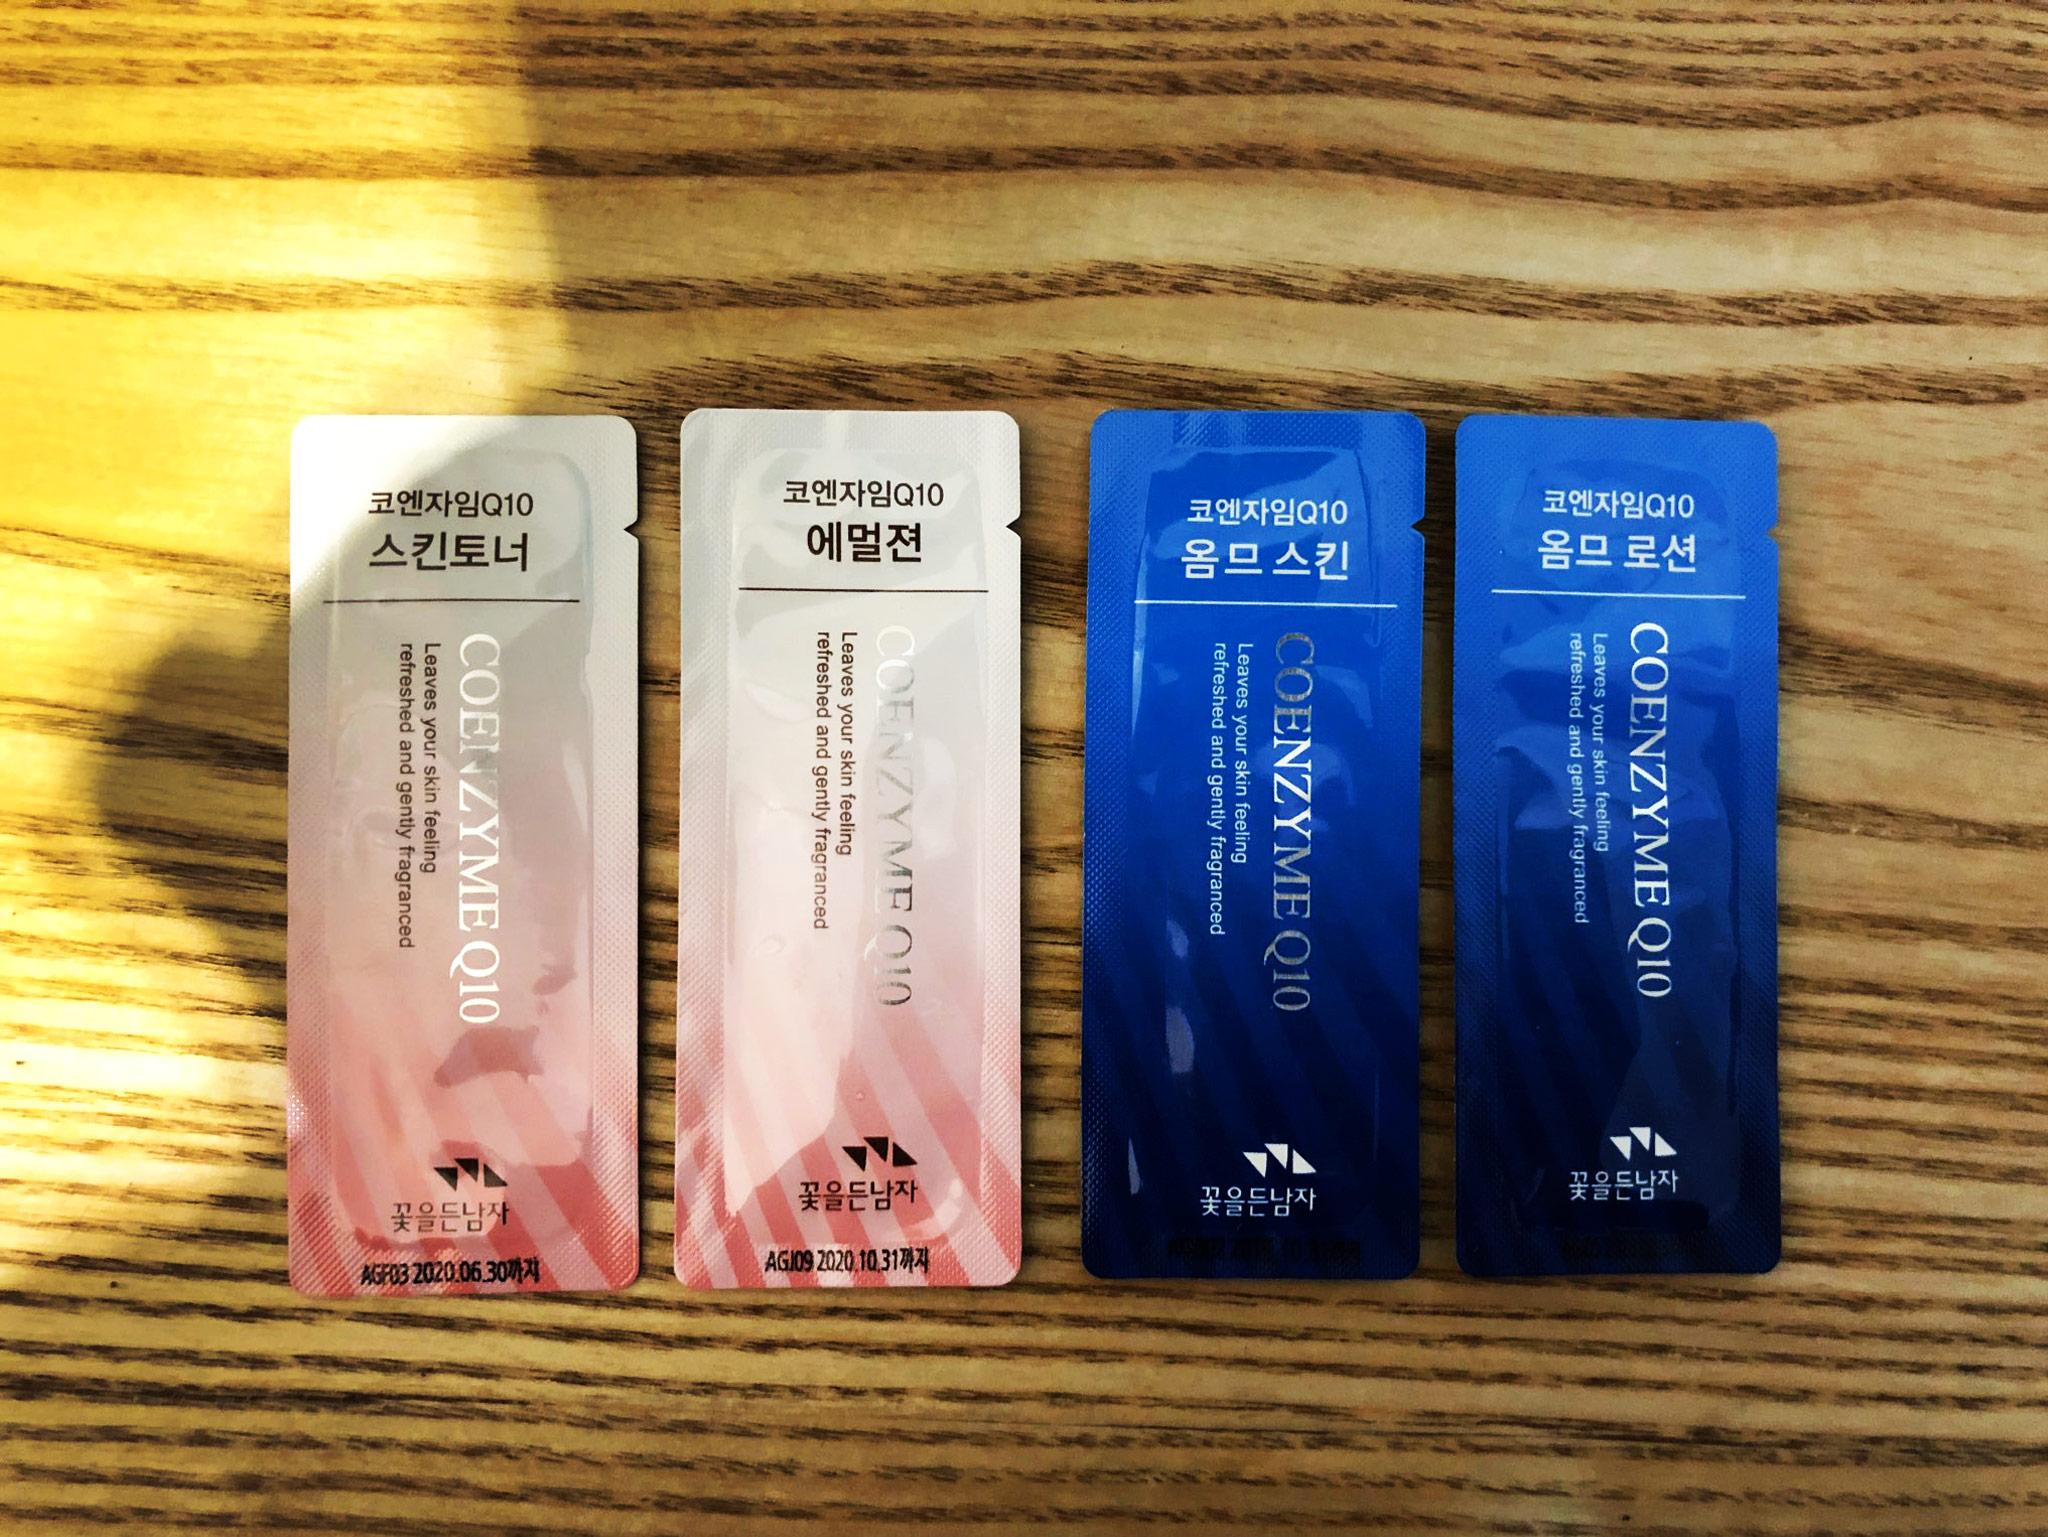 코엔자임Q10
스킨토너
COENZYME Q10
Leaves your skin feeling
refreshed and gently fragranced
꽃을든남자
AGF03 2020.06.30까지
코엔자임Q10
에멀젼
COENZYME Q10
Leaves your skin feeling
refreshed and gently fragranced
꽃을든남자
AGJ09 2020.10.31까지
코엔자임Q10
옴므 스킨
COENZYME Q10
Leaves your skin feeling
refreshed and gently fragranced
꽃을든남자
코엔자임Q10
옴므 로션
COENZYME Q10
Leaves your skin feeling
refreshed and gently fragranced
꽃을든남자